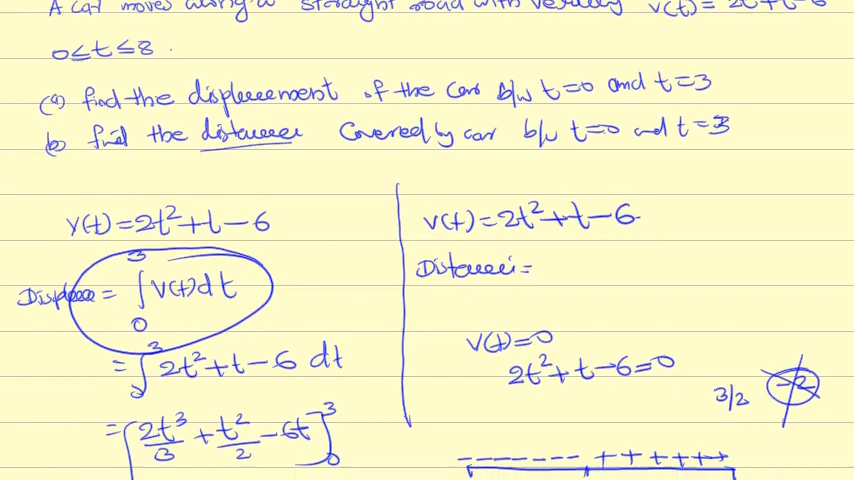 A car moves along a straight road with velocity v(t) = 2t²+t-6
0≤t≤8.
(a) find the displacement of the car b/w t=0 and t=3
(b) find the distance covered by car b/w t=0 and t=3
V(t)=2t²+t-6
Displace = ∫₀³ V(t)dt
= ∫₀³ 2t²+t-6 dt
= [2t³/3 + t²/2 - 6t]₀³
V(t)=2t²+t-6
Distance =
V(t)=0
2t²+t-6=0
3/2 -2
------- ++++++